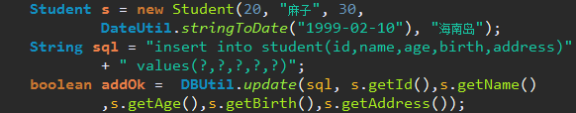 Student s = new Student(20, "麻子", 30,
DateUtil.stringToDate("1999-02-10"), "海南岛");
String sql = "insert into student(id,name,age,birth,address)"
+ " values(?,?,?,?,?)";
boolean addOk =  DBUtil.update(sql, s.getId(),s.getName()
,s.getAge(),s.getBirth(),s.getAddress());